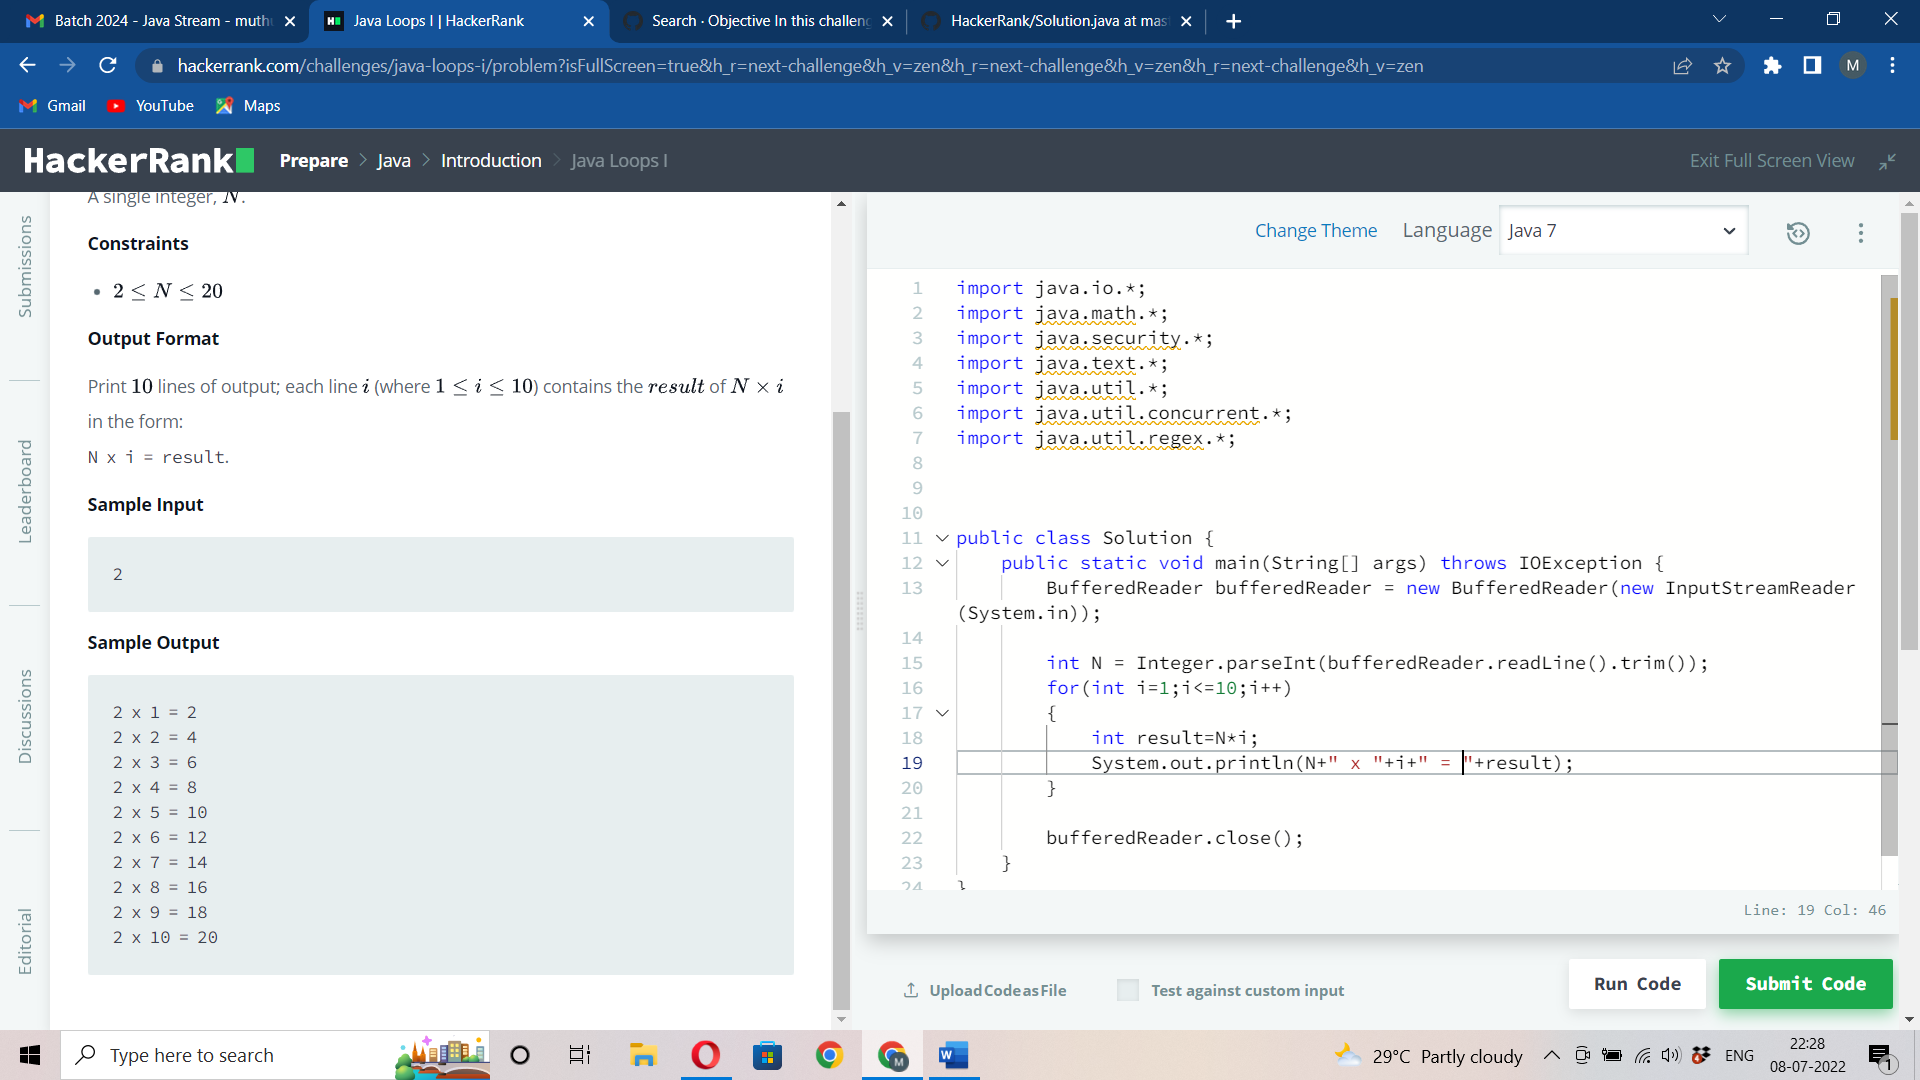 Batch 2024 - Java Stream - muth
Java Loops I | HackerRank
Search · Objective In this challeng
HackerRank/Solution.java at mas
hackerrank.com/challenges/java-loops-i/problem?isFullScreen=true&h_r=next-challenge&h_v=zen&h_r=next-challenge&h_v=zen&h_r=next-challenge&h_v=zen
M
Gmail YouTube Maps
HackerRank Prepare > Java > Introduction > Java Loops I
Exit Full Screen View
Submissions
Leaderboard
Discussions
Editorial
A single integer, N.
Constraints
• 2 ≤ N ≤ 20
Output Format
Print 10 lines of output; each line i (where 1 ≤ i ≤ 10) contains the result of N × i
in the form:
N x i = result.
Sample Input
2
Sample Output
2 x 1 = 2
2 x 2 = 4
2 x 3 = 6
2 x 4 = 8
2 x 5 = 10
2 x 6 = 12
2 x 7 = 14
2 x 8 = 16
2 x 9 = 18
2 x 10 = 20
Change Theme Language Java 7
1 import java.io.*;
2 import java.math.*;
3 import java.security.*;
4 import java.text.*;
5 import java.util.*;
6 import java.util.concurrent.*;
7 import java.util.regex.*;
8
9
10
11 public class Solution {
12 public static void main(String[] args) throws IOException {
13 BufferedReader bufferedReader = new BufferedReader(new InputStreamReader
(System.in));
14
15 int N = Integer.parseInt(bufferedReader.readLine().trim());
16 for(int i=1;i<=10;i++)
17 {
18 int result=N*i;
19 System.out.println(N+" x "+i+" = "+result);
20 }
21
22 bufferedReader.close();
23 }
24 }
Line: 19 Col: 46
Upload Code as File
Test against custom input
Run Code
Submit Code
Type here to search
M
W
29°C Partly cloudy
ENG
22:28
08-07-2022
1